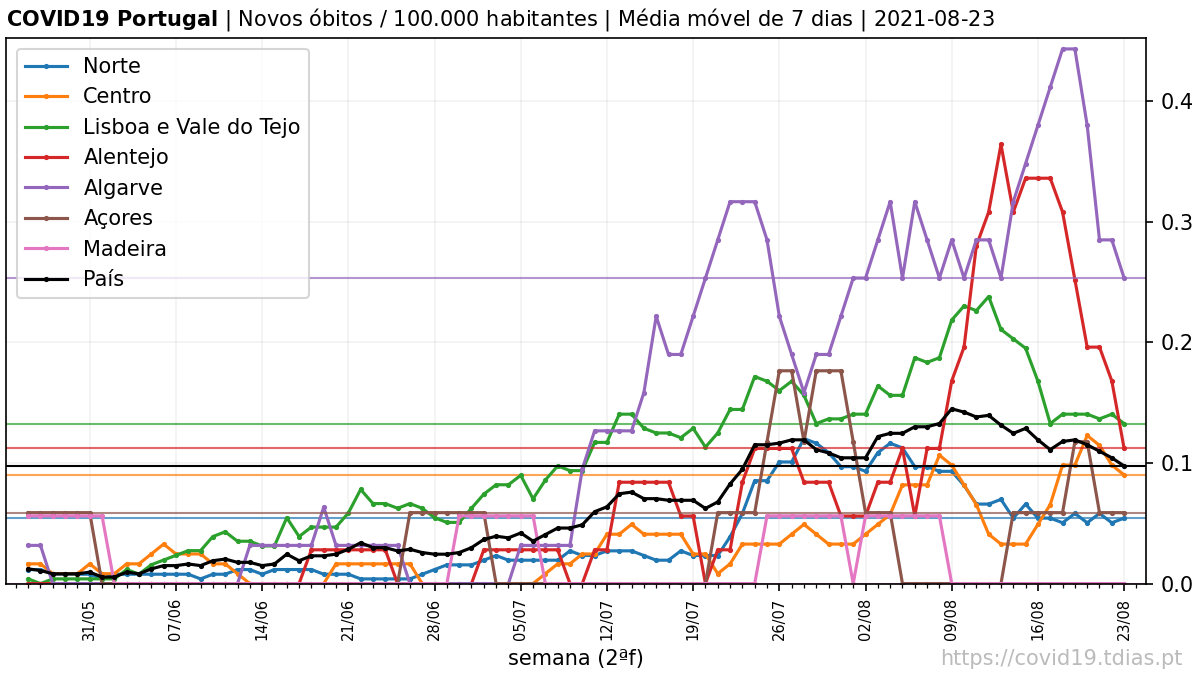 COVID19 Portugal | Novos óbitos / 100.000 habitantes | Média móvel de 7 dias | 2021-08-23
Norte
Centro
Lisboa e Vale do Tejo
Alentejo
Algarve
Açores
Madeira
País
0.4
0.3
0.2
0.1
0.0
31/05
07/06
14/06
21/06
28/06
05/07
12/07
19/07
26/07
02/08
09/08
16/08
23/08
semana (2ªf)
https://covid19.tdias.pt